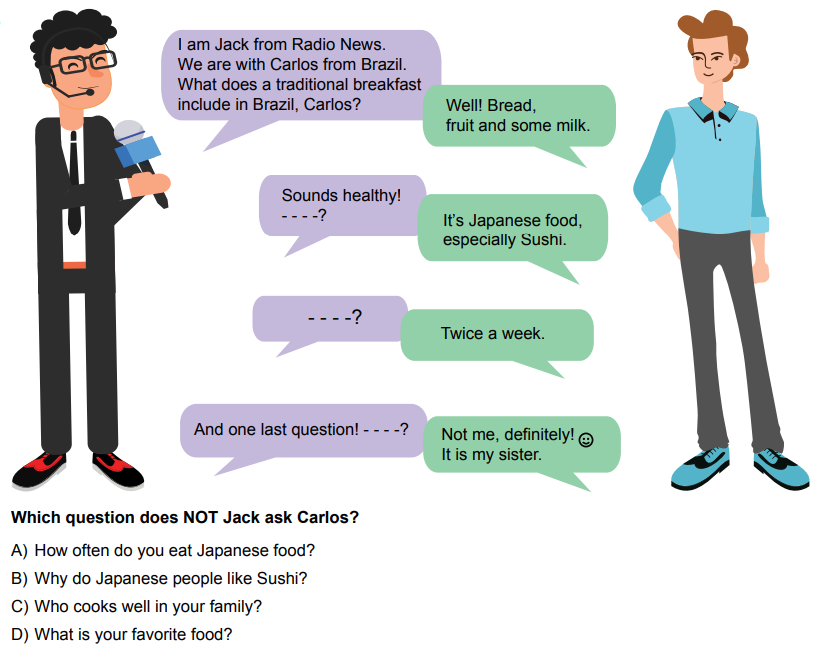 I am Jack from Radio News.
We are with Carlos from Brazil.
What does a traditional breakfast
include in Brazil, Carlos?
Well! Bread,
fruit and some milk.
Sounds healthy!
- - - -?
It's Japanese food,
especially Sushi.
- - - -?
Twice a week.
And one last question! - - - -?
Not me, definitely! ☺
It is my sister.
Which question does NOT Jack ask Carlos?
A) How often do you eat Japanese food?
B) Why do Japanese people like Sushi?
C) Who cooks well in your family?
D) What is your favorite food?